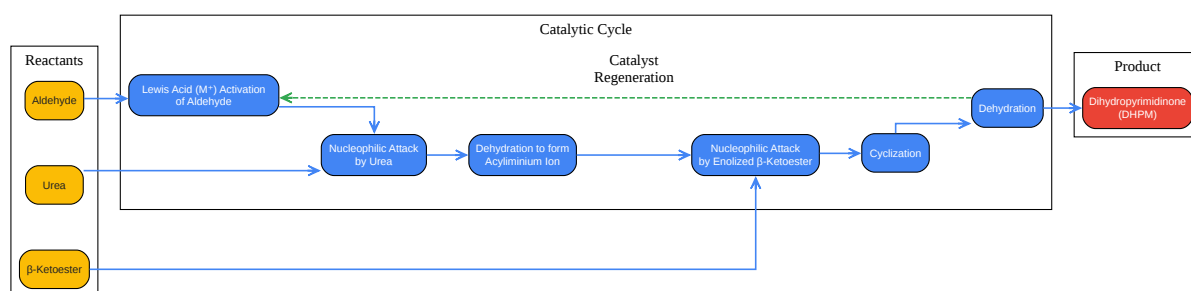 Reactants
Aldehyde
Urea
β-Ketoester
Catalytic Cycle
Catalyst
Regeneration
Lewis Acid (M⁺) Activation
of Aldehyde
Nucleophilic Attack
by Urea
Dehydration to form
Acyliminium Ion
Nucleophilic Attack
by Enolized β-Ketoester
Cyclization
Dehydration
Product
Dihydropyrimidinone
(DHPM)